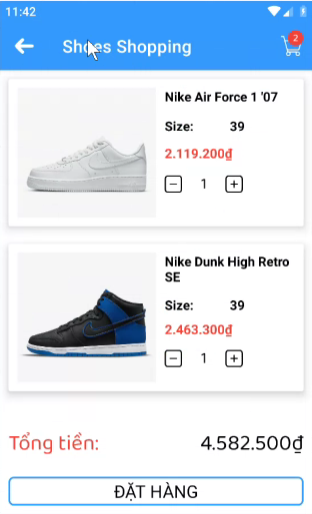 11:42
Shoes Shopping
2
Nike Air Force 1 '07
Size: 39
2.119.200₫
1
Nike Dunk High Retro
SE
Size: 39
2.463.300₫
1
Tổng tiền: 4.582.500₫
ĐẶT HÀNG